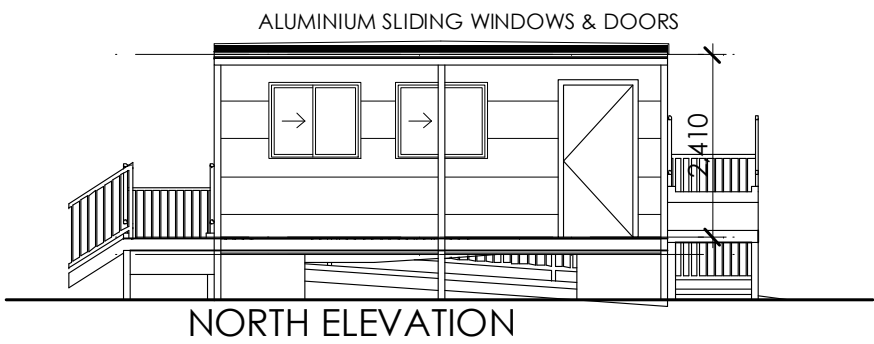 ALUMINIUM SLIDING WINDOWS & DOORS
2,410
NORTH ELEVATION